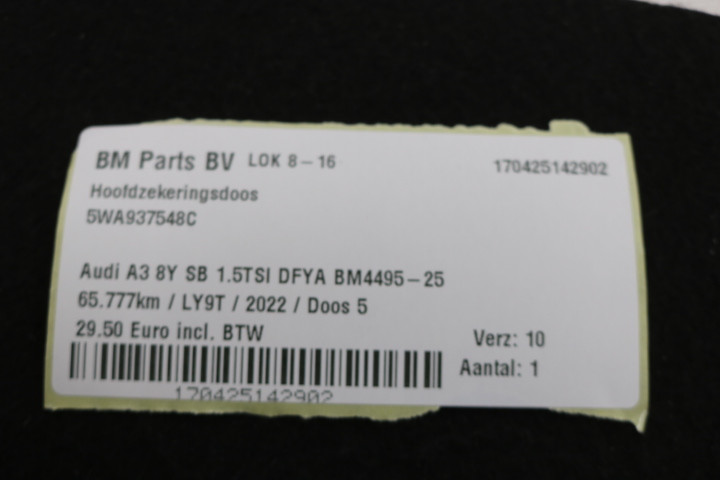 BM Parts BV LOK 8-16 170425142902
Hoofdzekeringsdoos
5WA937548C
Audi A3 8Y SB 1.5TSI DFYA BM4495-25
65.777km / LY9T / 2022 / Doos 5
29.50 Euro incl. BTW
Verz: 10
Aantal: 1
170425142902